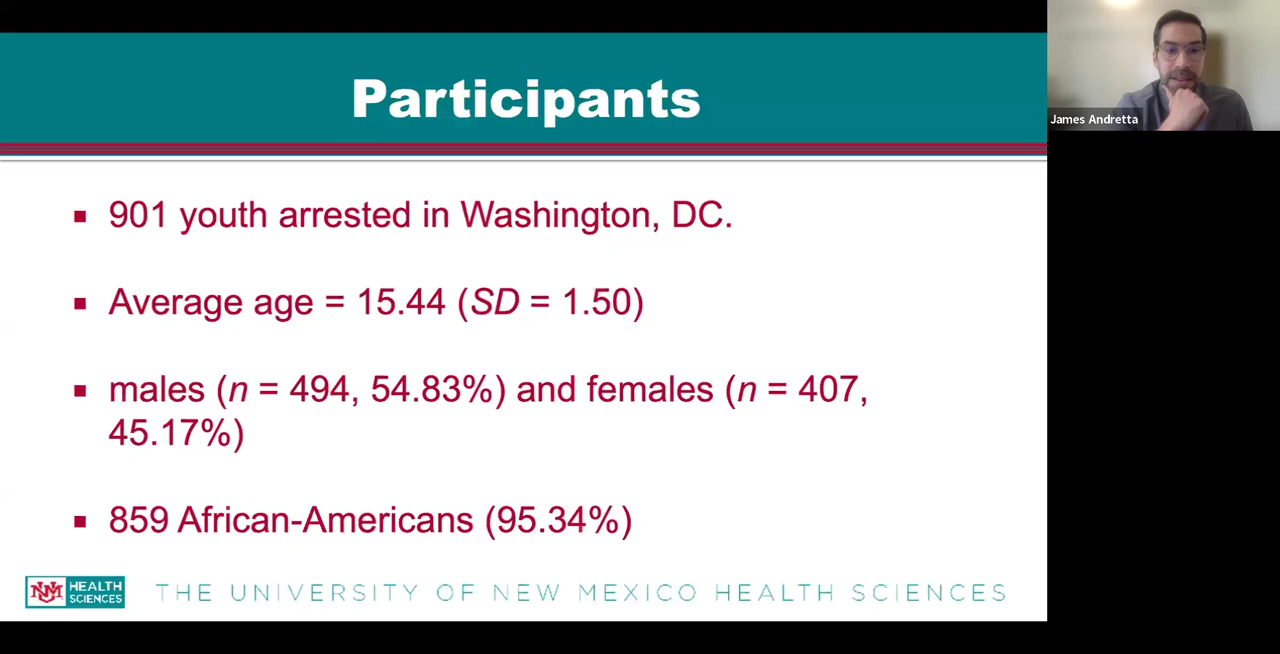 Participants
James Andretta
▪ 901 youth arrested in Washington, DC.
▪ Average age = 15.44 (SD = 1.50)
▪ males (n = 494, 54.83%) and females (n = 407,
45.17%)
▪ 859 African-Americans (95.34%)
NM HEALTH
SCIENCES
THE UNIVERSITY OF NEW MEXICO HEALTH SCIENCES